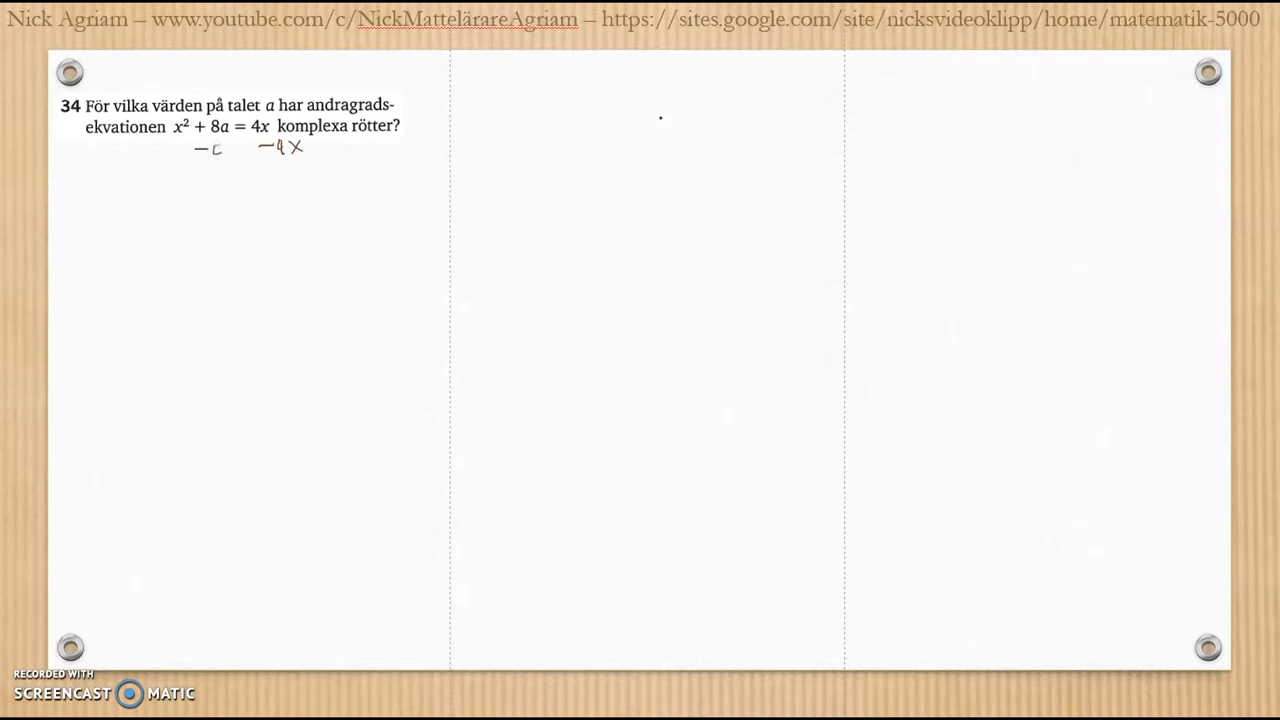 Nick Agriam – www.youtube.com/c/NickMattelärareAgriam – https://sites.google.com/site/nicksvideoklipp/home/matematik-5000
34 För vilka värden på talet a har andragrads-
ekvationen x² + 8a = 4x komplexa rötter?
−4x
RECORDED WITH
SCREENCAST MATIC